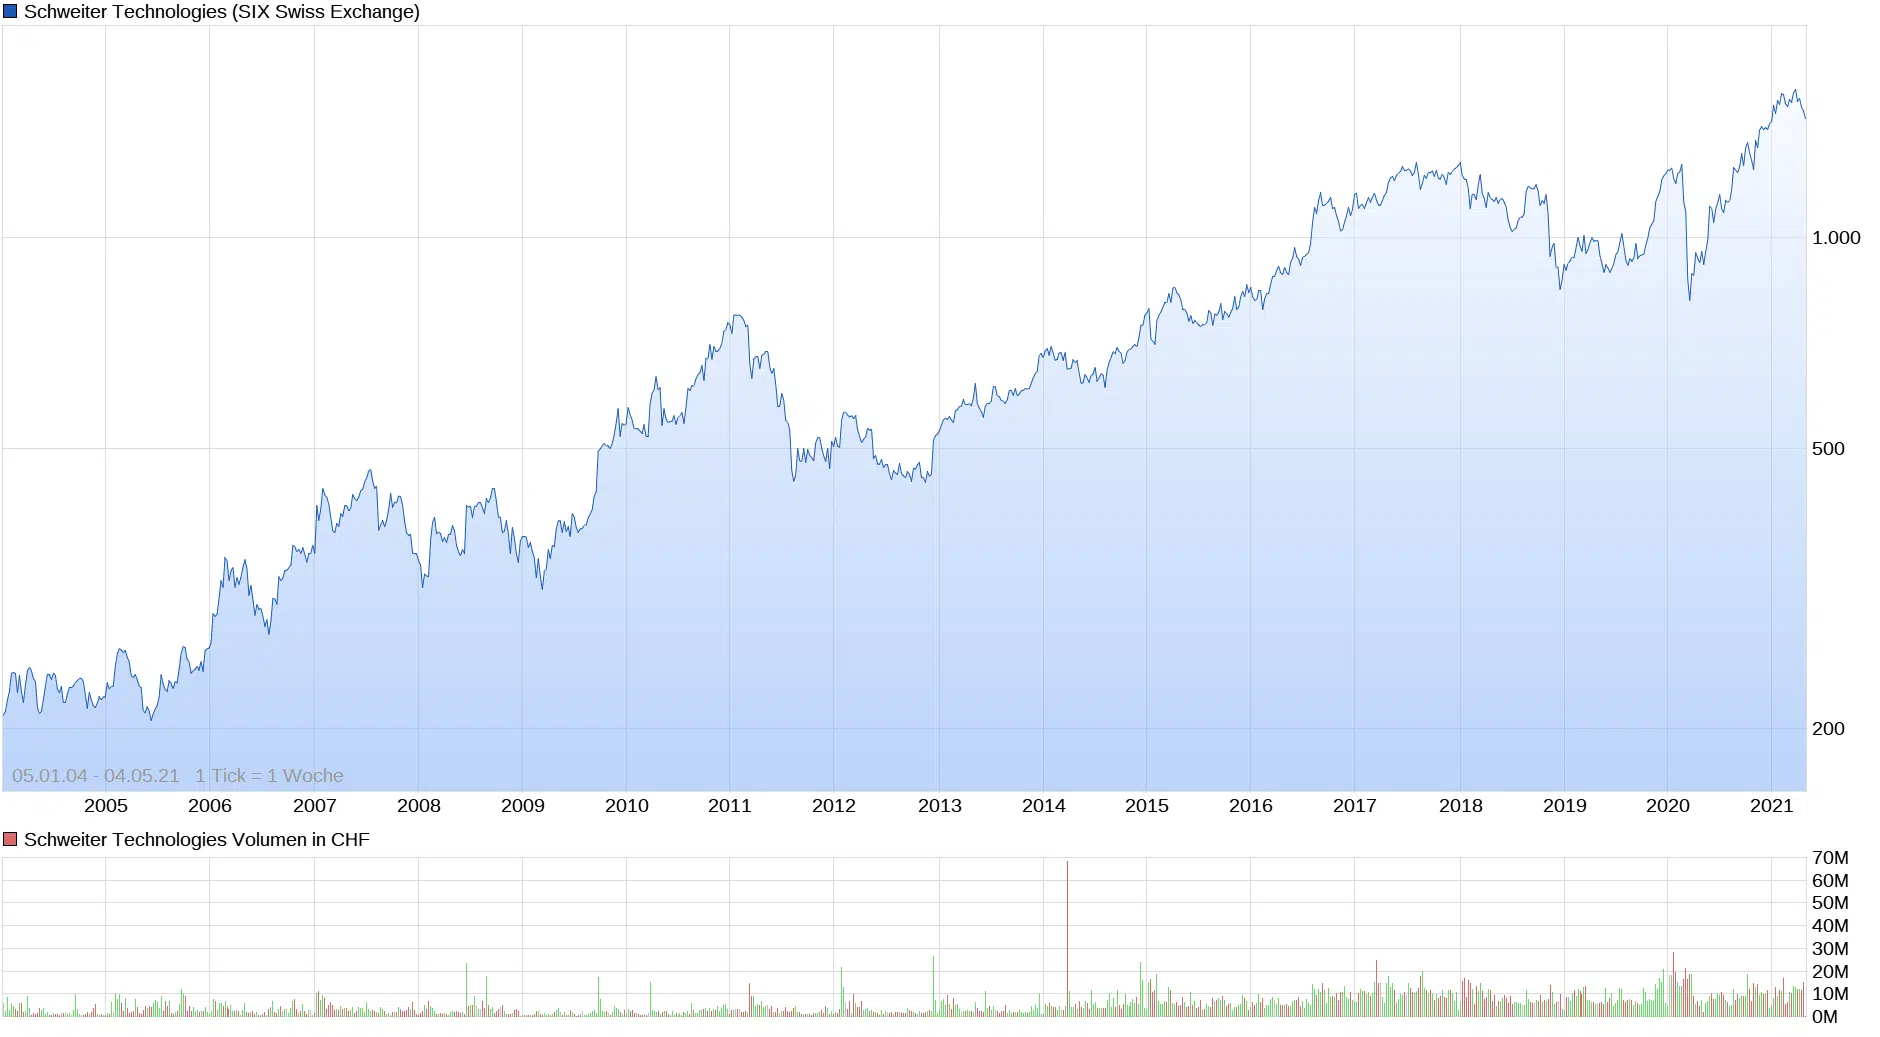 Schweiter Technologies (SIX Swiss Exchange)
1.000
500
200
05.01.04 - 04.05.21 1 Tick = 1 Woche
2005 2006 2007 2008 2009 2010 2011 2012 2013 2014 2015 2016 2017 2018 2019 2020 2021
Schweiter Technologies Volumen in CHF
70M
60M
50M
40M
30M
20M
10M
0M